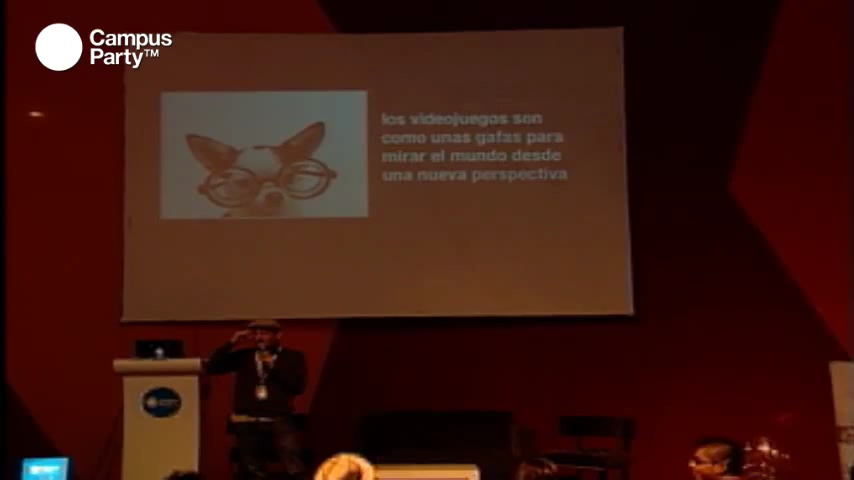 Campus
Party™
los videojuegos son
como unas gafas para
mirar el mundo desde
una nueva perspectiva